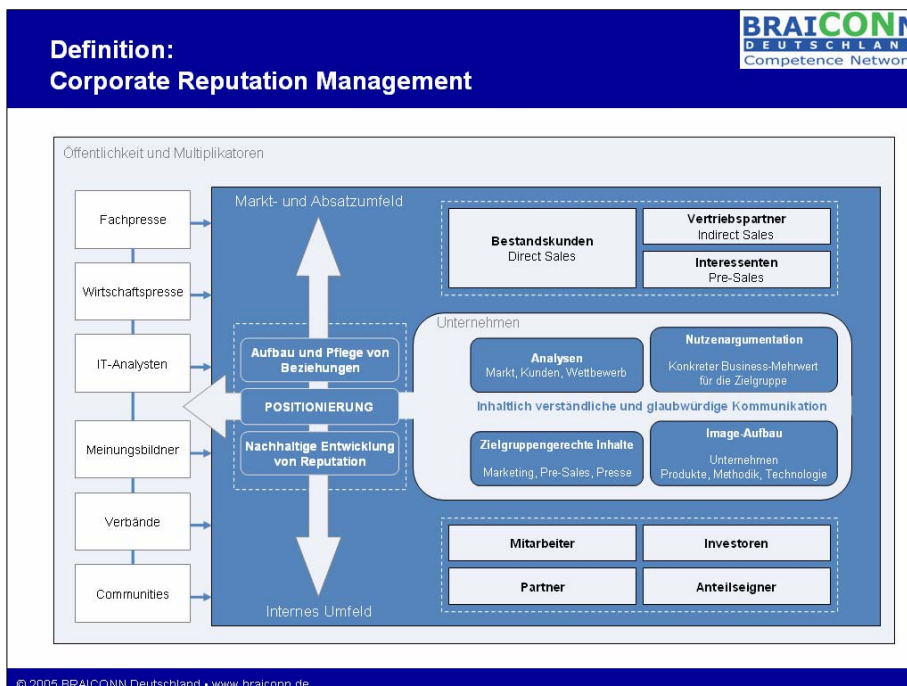 Definition:
Corporate Reputation Management
BRAICONN
DEUTSCHLAND
Competence Network
Öffentlichkeit und Multiplikatoren
Fachpresse
Wirtschaftspresse
IT-Analysten
Meinungsbildner
Verbände
Communities
Markt- und Absatzumfeld
Aufbau und Pflege von
Beziehungen
POSITIONIERUNG
Nachhaltige Entwicklung
von Reputation
Internes Umfeld
Bestandskunden
Direct Sales
Vertriebspartner
Indirect Sales
Interessenten
Pre-Sales
Unternehmen
Analysen
Markt, Kunden, Wettbewerb
Nutzenargumentation
Konkreter Business-Mehrwert
für die Zielgruppe
Inhaltlich verständliche und glaubwürdige Kommunikation
Zielgruppengerechte Inhalte
Marketing, Pre-Sales, Presse
Image-Aufbau
Unternehmen
Produkte, Methodik, Technologie
Mitarbeiter
Investoren
Partner
Anteilseigner
© 2005 BRAICONN Deutschland • www.braiconn.de